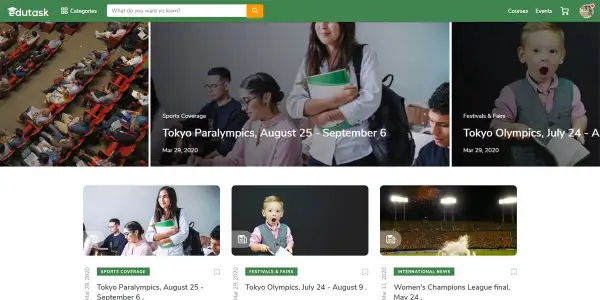 edutask
Categories
What do you want yo learn?
Courses
Events
Sports Coverage
Tokyo Paralympics, August 25 - September 6
Mar 29, 2020
Festivals & Fairs
Tokyo Olympics, July 24 - A
Mar 29, 2020
Mar 29, 2020
SPORTS COVERAGE
Tokyo Paralympics, August 25 -
September 6 .
Mar 29, 2020
FESTIVALS & FAIRS
Tokyo Olympics, July 24 - August 9 .
Mar 11, 2020
INTERNATIONAL NEWS
Women's Champions League final,
May 24 .